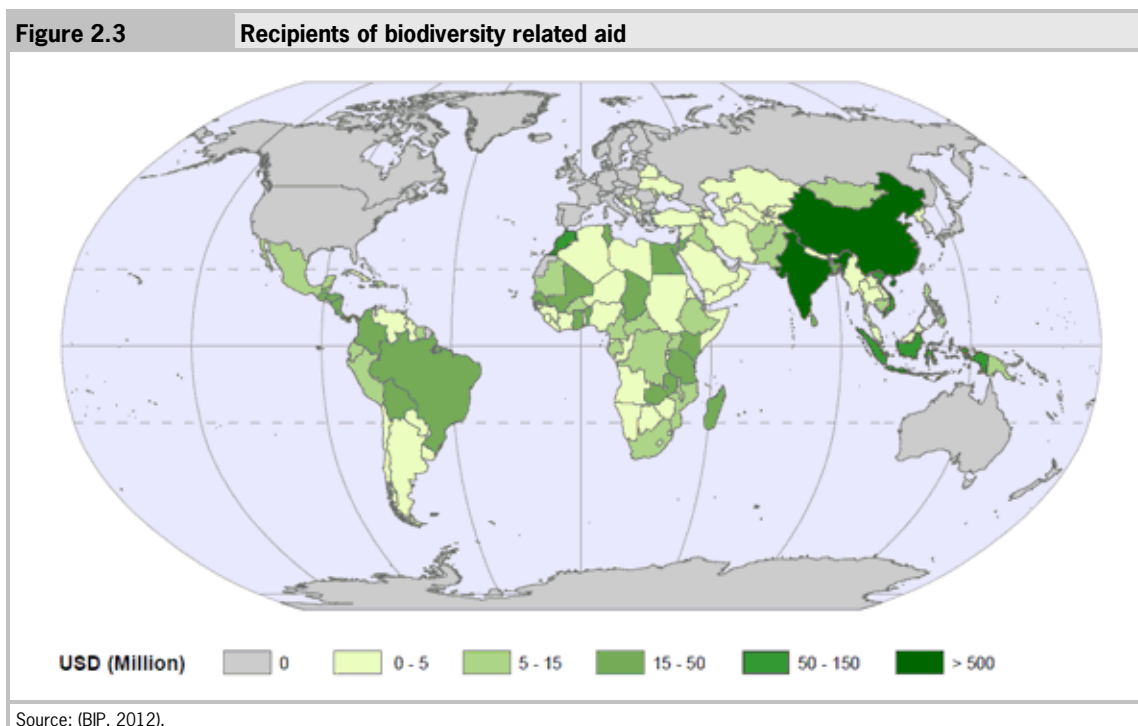 Figure 2.3 Recipients of biodiversity related aid
USD (Million) 0 0 - 5 5 - 15 15 - 50 50 - 150 > 500
Source: (BIP, 2012).